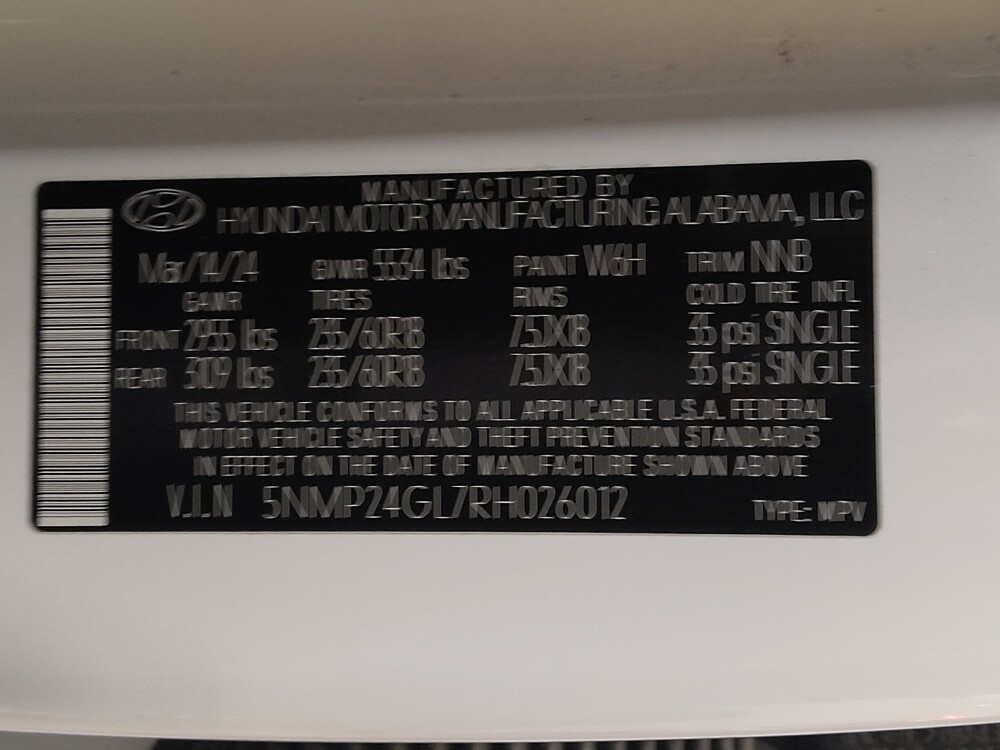 MANUFACTURED BY
HYUNDAI MOTOR MANUFACTURING ALABAMA, LLC
Mar/14/24 GVWR 5534 lbs PAINT W6H TRIM NNB
GAWR TIRES RIMS COLD TIRE INFL
FRONT 2955 lbs 235/60R18 7.5JX18 35 psi SINGLE
REAR 3109 lbs 235/60R18 7.5JX18 35 psi SINGLE
THIS VEHICLE CONFORMS TO ALL APPLICABLE U.S.A. FEDERAL
MOTOR VEHICLE SAFETY AND THEFT PREVENTION STANDARDS
IN EFFECT ON THE DATE OF MANUFACTURE SHOWN ABOVE
V.I.N 5NMP24GL7RH026012 TYPE: MPV